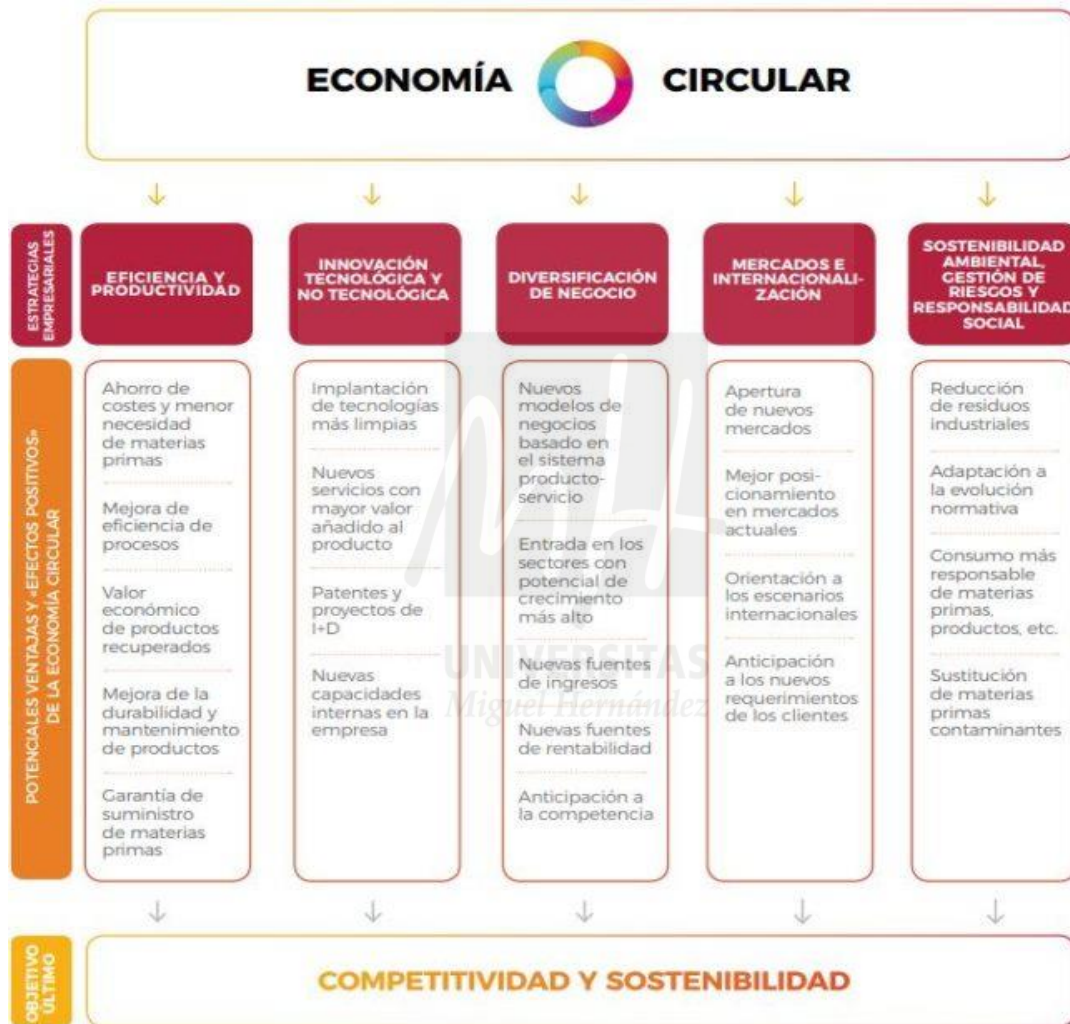 ECONOMÍA CIRCULAR
ESTRATEGIAS
EMPRESARIALES
EFICIENCIA Y
PRODUCTIVIDAD
INNOVACIÓN
TECNOLÓGICA Y
NO TECNOLÓGICA
DIVERSIFICACIÓN
DE NEGOCIO
MERCADOS E
INTERNACIONALI-
ZACIÓN
SOSTENIBILIDAD
AMBIENTAL,
GESTIÓN DE
RIESGOS Y
RESPONSABILIDAD
SOCIAL
POTENCIALES VENTAJAS Y «EFECTOS POSITIVOS»
DE LA ECONOMÍA CIRCULAR
Ahorro de
costes y menor
necesidad
de materias
primas
Mejora de
eficiencia de
procesos
Valor
económico
de productos
recuperados
Mejora de la
durabilidad y
mantenimiento
de productos
Garantía de
suministro
de materias
primas
Implantación
de tecnologías
más limpias
Nuevos
servicios con
mayor valor
añadido al
producto
Patentes y
proyectos de
I+D
Nuevas
capacidades
internas en la
empresa
Nuevos
modelos de
negocios
basado en
el sistema
producto-
servicio
Entrada en los
sectores con
potencial de
crecimiento
más alto
Nuevas fuentes
de ingresos
Nuevas fuentes
de rentabilidad
Anticipación a
la competencia
Apertura
de nuevos
mercados
Mejor posi-
cionamiento
en mercados
actuales
Orientación a
los escenarios
internacionales
Anticipación
a los nuevos
requerimientos
de los clientes
Reducción
de residuos
industriales
Adaptación a
la evolución
normativa
Consumo más
responsable
de materias
primas,
productos, etc.
Sustitución
de materias
primas
contaminantes
UNIVERSITAS
Miguel Hernández
OBJETIVO
ÚLTIMO
COMPETITIVIDAD Y SOSTENIBILIDAD